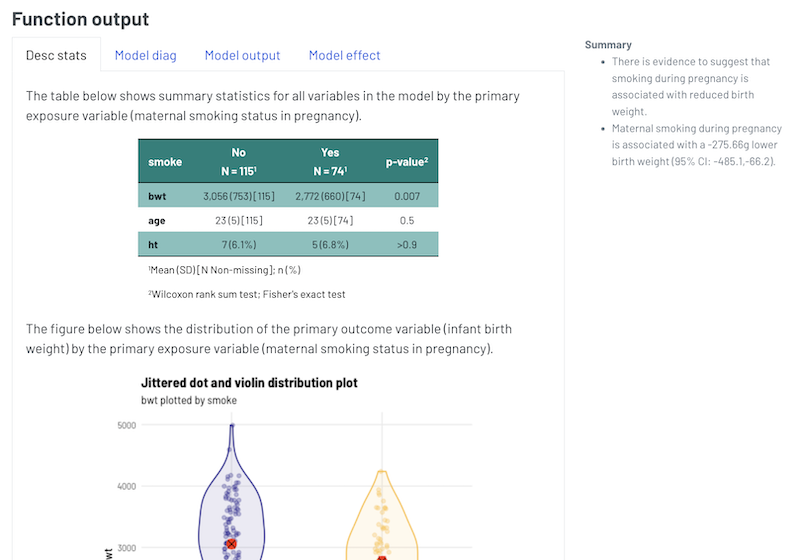 Function output
Desc stats Model diag Model output Model effect
The table below shows summary statistics for all variables in the model by the primary
exposure variable (maternal smoking status in pregnancy).
smoke No N = 115¹ Yes N = 74¹ p-value²
bwt 3,056 (753) [115] 2,772 (660) [74] 0.007
age 23 (5) [115] 23 (5) [74] 0.5
ht 7 (6.1%) 5 (6.8%) >0.9
¹Mean (SD) [N Non-missing]; n (%)
²Wilcoxon rank sum test; Fisher's exact test
The figure below shows the distribution of the primary outcome variable (infant birth
weight) by the primary exposure variable (maternal smoking status in pregnancy).
Jittered dot and violin distribution plot
bwt plotted by smoke
5000
4000
3000
wt
Summary
• There is evidence to suggest that
smoking during pregnancy is
associated with reduced birth
weight.
• Maternal smoking during pregnancy
is associated with a -275.66g lower
birth weight (95% CI: -485.1,-66.2).